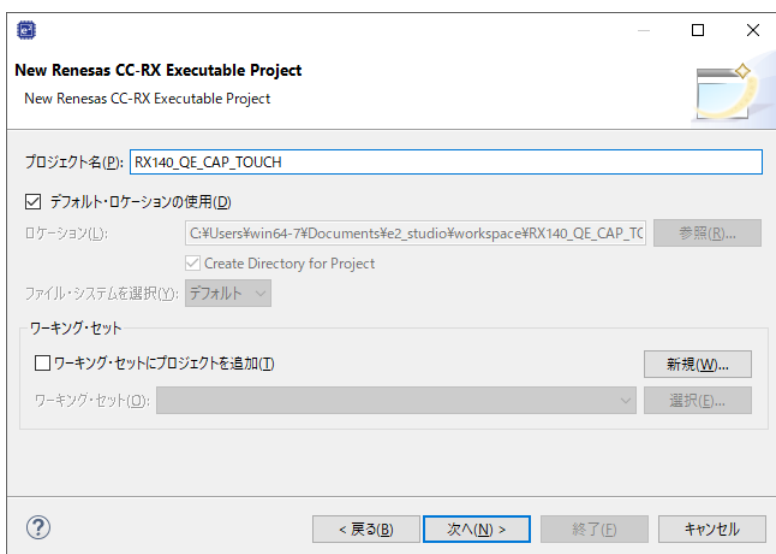 e²
New Renesas CC-RX Executable Project
New Renesas CC-RX Executable Project
プロジェクト名(P): RX140_QE_CAP_TOUCH
デフォルト・ロケーションの使用(D)
ロケーション(L): C:¥Users¥win64-7¥Documents¥e2_studio¥workspace¥RX140_QE_CAP_TC 参照(R)...
Create Directory for Project
ファイル・システムを選択(Y): デフォルト
ワーキング・セット
ワーキング・セットにプロジェクトを追加(T) 新規(W)...
ワーキング・セット(O): 選択(E)...
? < 戻る(B) 次へ(N) > 終了(F) キャンセル